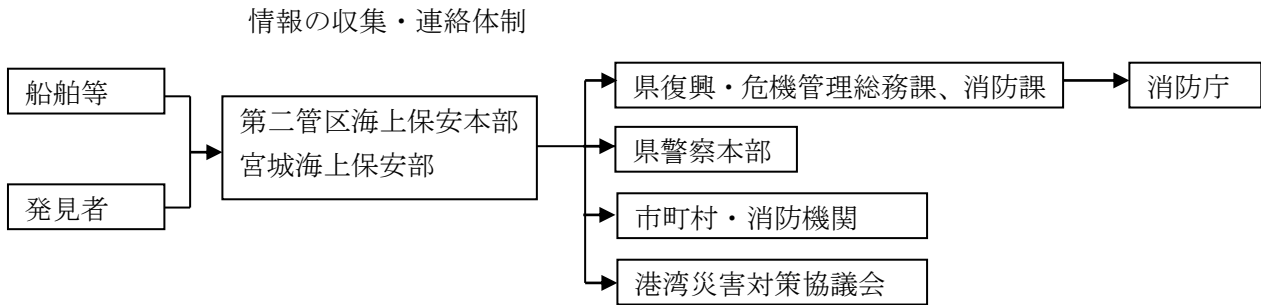 情報の収集・連絡体制
船舶等
発見者
第二管区海上保安本部
宮城海上保安部
県復興・危機管理総務課、消防課
消防庁
県警察本部
市町村・消防機関
港湾災害対策協議会